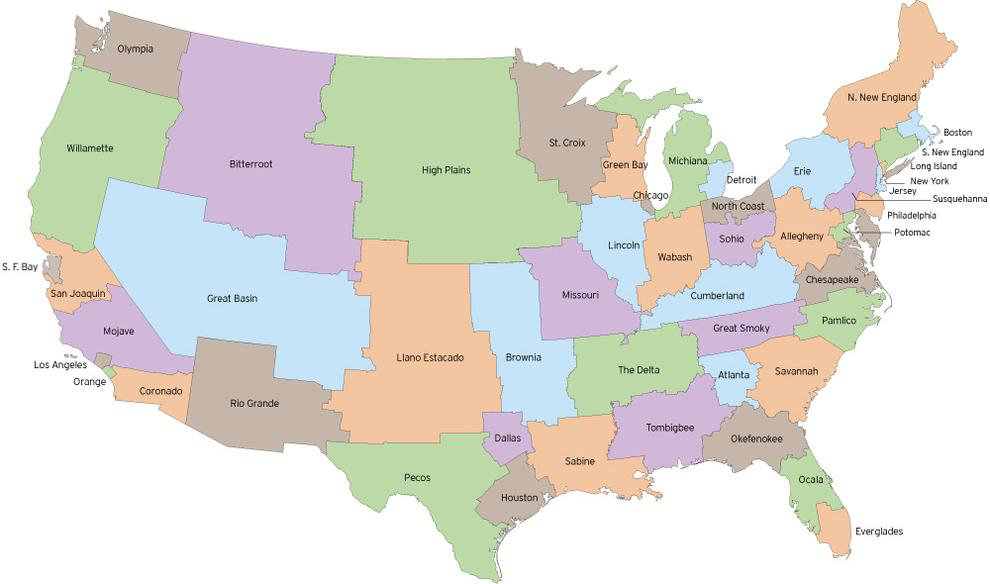 Olympia
N. New England
Boston
Willamette
St. Croix
S. New England
Bitterroot
High Plains
Green Bay
Michiana
Erie
Long Island
Detroit
New York
Jersey
Chicago
Susquehanna
North Coast
Philadelphia
Lincoln
Sohio
Allegheny
Potomac
S. F. Bay
Wabash
Chesapeake
San Joaquin
Great Basin
Missouri
Cumberland
Mojave
Great Smoky
Pamlico
Los Angeles
Llano Estacado
Brownia
The Delta
Atlanta
Savannah
Orange
Coronado
Rio Grande
Tombigbee
Okefenokee
Dallas
Sabine
Pecos
Ocala
Houston
Everglades